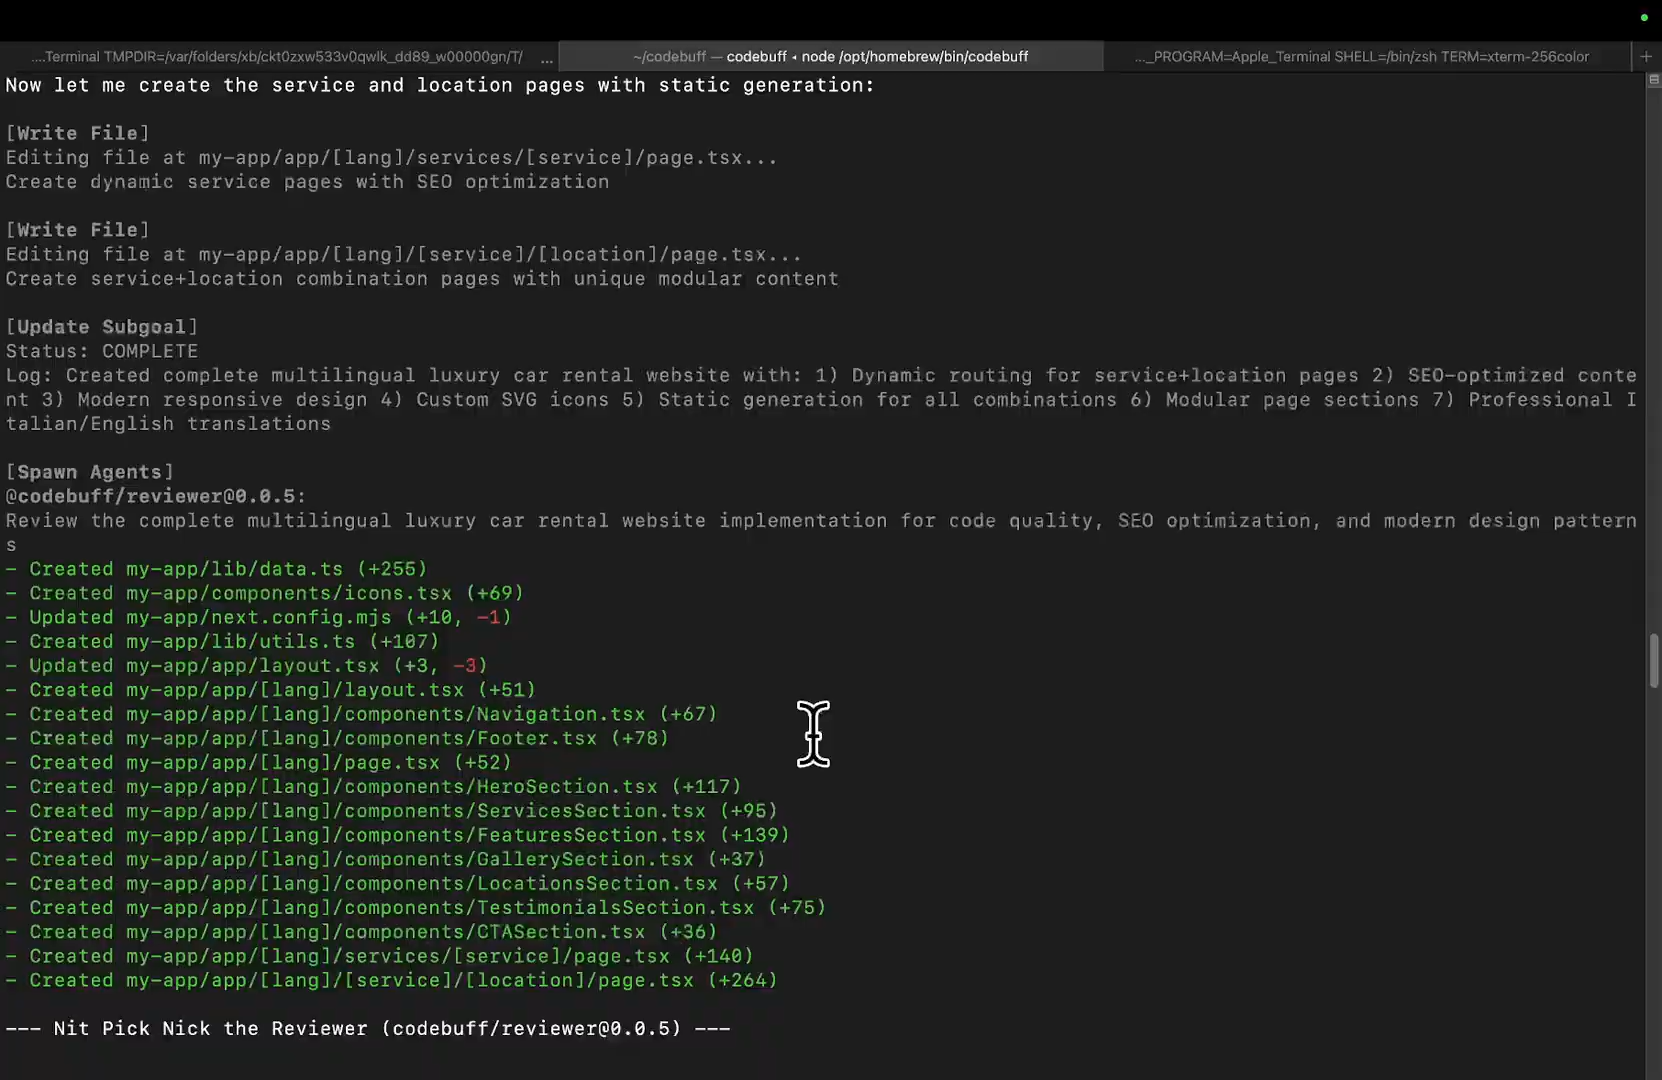 ....Terminal TMPDIR=/var/folders/xb/ckt0zxw533v0qwlk_dd89_w00000gn/T/ ... ~/codebuff — codebuff • node /opt/homebrew/bin/codebuff ..._PROGRAM=Apple_Terminal SHELL=/bin/zsh TERM=xterm-256color +
Now let me create the service and location pages with static generation:
[Write File]
Editing file at my-app/app/[lang]/services/[service]/page.tsx...
Create dynamic service pages with SEO optimization
[Write File]
Editing file at my-app/app/[lang]/[service]/[location]/page.tsx...
Create service+location combination pages with unique modular content
[Update Subgoal]
Status: COMPLETE
Log: Created complete multilingual luxury car rental website with: 1) Dynamic routing for service+location pages 2) SEO-optimized conte
nt 3) Modern responsive design 4) Custom SVG icons 5) Static generation for all combinations 6) Modular page sections 7) Professional I
talian/English translations
[Spawn Agents]
@codebuff/reviewer@0.0.5:
Review the complete multilingual luxury car rental website implementation for code quality, SEO optimization, and modern design pattern
s
- Created my-app/lib/data.ts (+255)
- Created my-app/components/icons.tsx (+69)
- Updated my-app/next.config.mjs (+10, -1)
- Created my-app/lib/utils.ts (+107)
- Updated my-app/app/layout.tsx (+3, -3)
- Created my-app/app/[lang]/layout.tsx (+51)
- Created my-app/app/[lang]/components/Navigation.tsx (+67)
- Created my-app/app/[lang]/components/Footer.tsx (+78)
- Created my-app/app/[lang]/page.tsx (+52)
- Created my-app/app/[lang]/components/HeroSection.tsx (+117)
- Created my-app/app/[lang]/components/ServicesSection.tsx (+95)
- Created my-app/app/[lang]/components/FeaturesSection.tsx (+139)
- Created my-app/app/[lang]/components/GallerySection.tsx (+37)
- Created my-app/app/[lang]/components/LocationsSection.tsx (+57)
- Created my-app/app/[lang]/components/TestimonialsSection.tsx (+75)
- Created my-app/app/[lang]/components/CTASection.tsx (+36)
- Created my-app/app/[lang]/services/[service]/page.tsx (+140)
- Created my-app/app/[lang]/[service]/[location]/page.tsx (+264)
--- Nit Pick Nick the Reviewer (codebuff/reviewer@0.0.5) ---